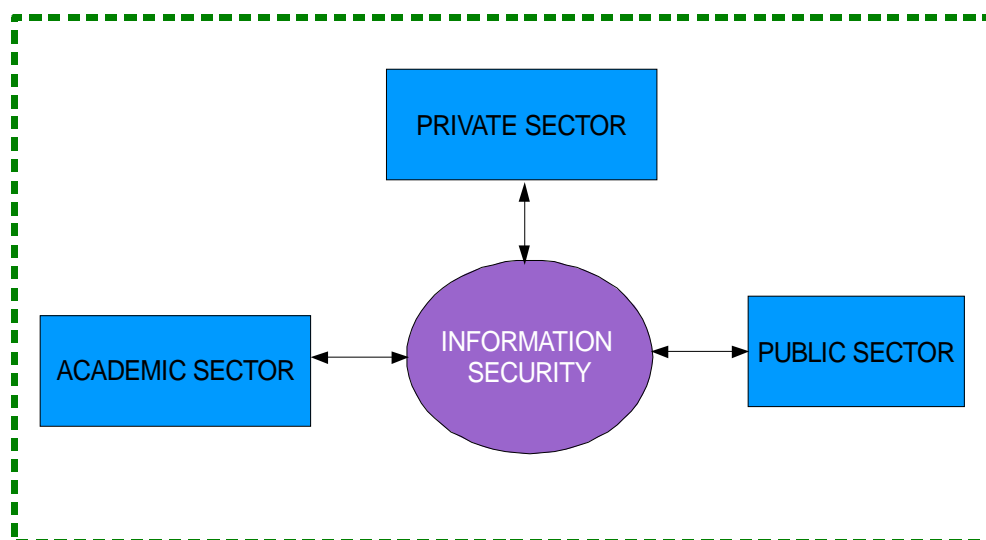 PRIVATE SECTOR
INFORMATION
SECURITY
ACADEMIC SECTOR
PUBLIC SECTOR